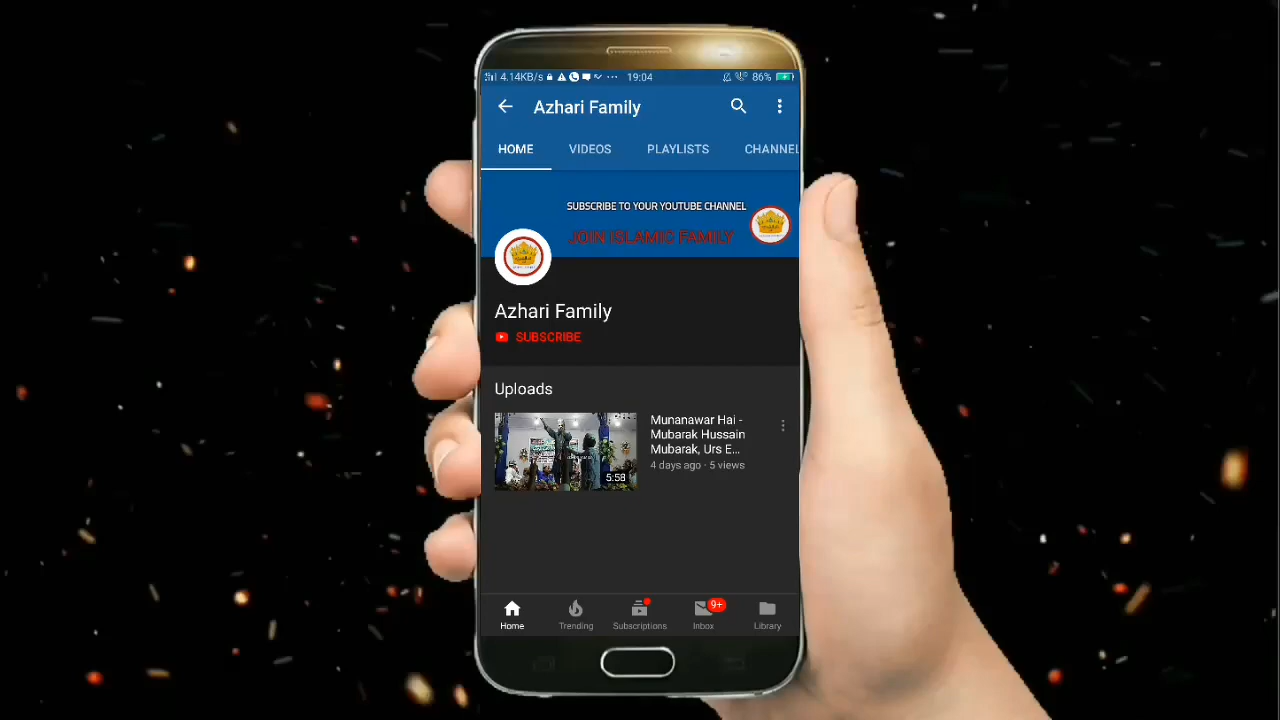 4.14KB/s ... 19:04 86%
Azhari Family
HOME VIDEOS PLAYLISTS CHANNEL
SUBSCRIBE TO YOUR YOUTUBE CHANNEL
JOIN ISLAMIC FAMILY
Azhari Family
SUBSCRIBE
Uploads
Munanawar Hai -
Mubarak Hussain
Mubarak, Urs E...
4 days ago · 5 views
5:58
9+
Home Trending Subscriptions Inbox Library